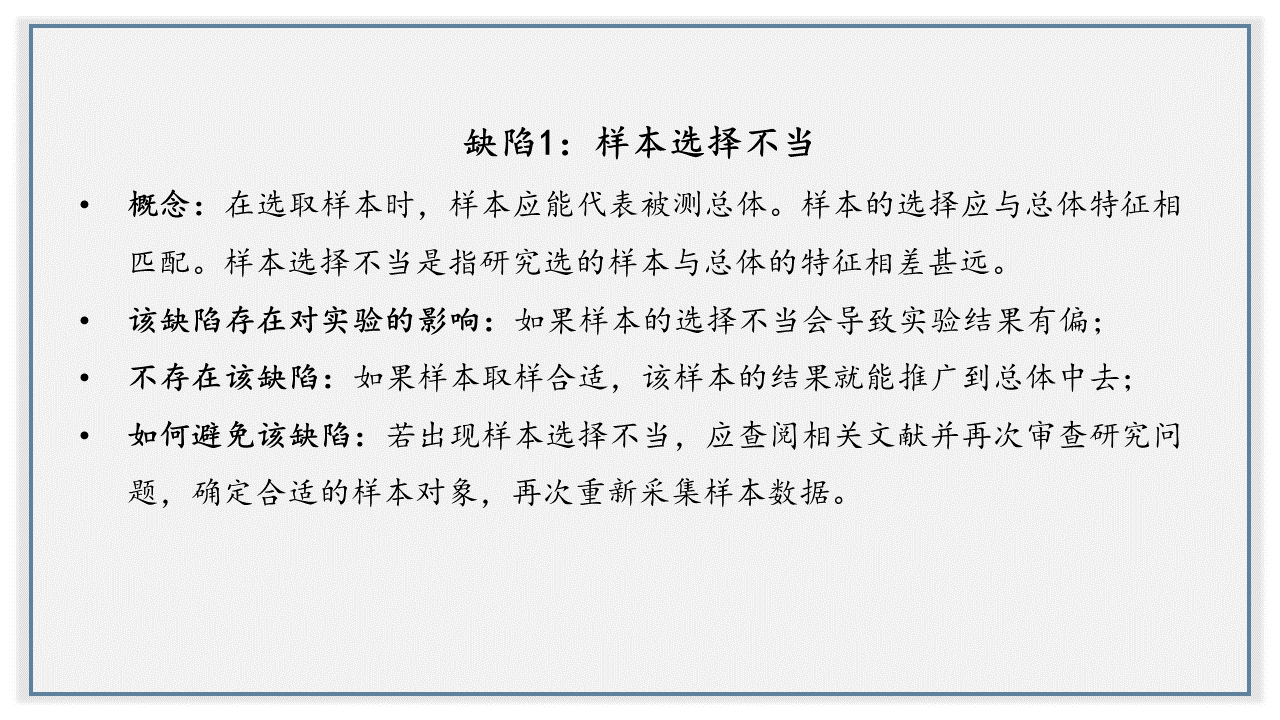 缺陷1：样本选择不当
• 概念：在选取样本时，样本应能代表被测总体。样本的选择应与总体特征相
匹配。样本选择不当是指研究选的样本与总体的特征相差甚远。
• 该缺陷存在对实验的影响：如果样本的选择不当会导致实验结果有偏；
• 不存在该缺陷：如果样本取样合适，该样本的结果就能推广到总体中去；
• 如何避免该缺陷：若出现样本选择不当，应查阅相关文献并再次审查研究问
题，确定合适的样本对象，再次重新采集样本数据。